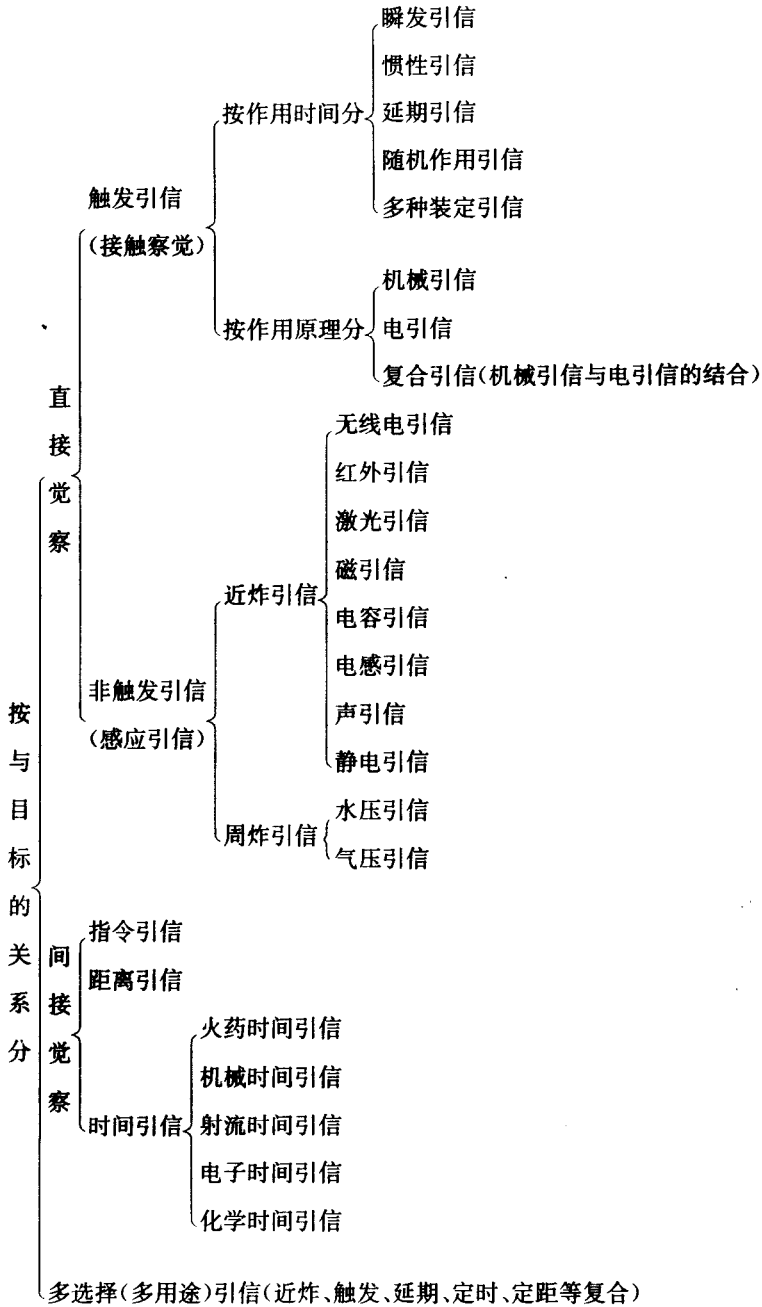 按与目标的关系分
直接觉察
触发引信
(接触察觉)
按作用时间分
瞬发引信
惯性引信
延期引信
随机作用引信
多种装定引信
按作用原理分
机械引信
电引信
复合引信(机械引信与电引信的结合)
非触发引信
(感应引信)
近炸引信
无线电引信
红外引信
激光引信
磁引信
电容引信
电感引信
声引信
静电引信
周炸引信
水压引信
气压引信
间接觉察
指令引信
距离引信
时间引信
火药时间引信
机械时间引信
射流时间引信
电子时间引信
化学时间引信
多选择(多用途)引信(近炸、触发、延期、定时、定距等复合)